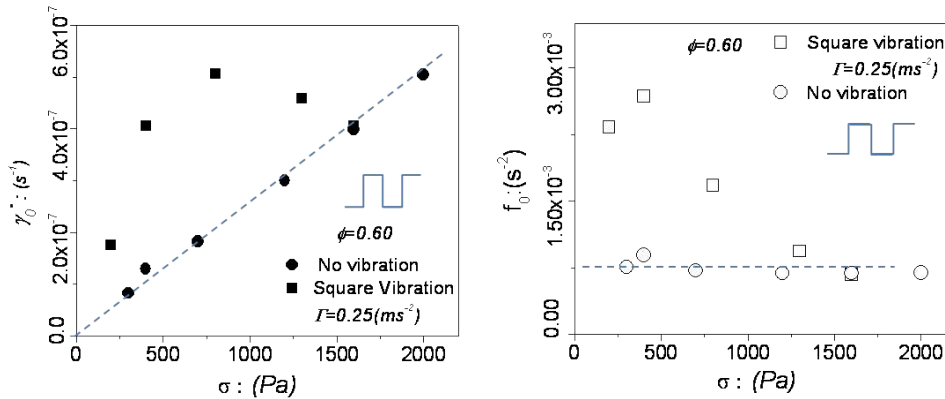 6.0x10⁻⁷
4.0x10⁻⁷
2.0x10⁻⁷
0.0
γ̇₀ : (s⁻¹)
ϕ=0.60
No vibration
Square Vibration
Γ=0.25(ms⁻²)
0 500 1000 1500 2000
σ : (Pa)
3.00x10⁻³
1.50x10⁻³
0.00
f₀:(s⁻²)
ϕ=0.60
Square vibration
Γ=0.25(ms⁻²)
No vibration
0 500 1000 1500 2000
σ : (Pa)